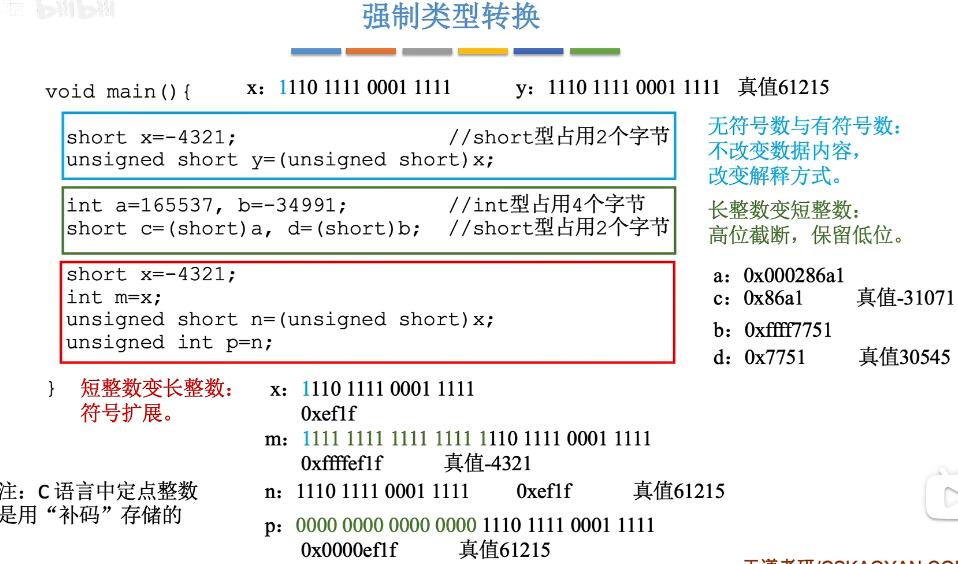 强制类型转换
void main(){ x: 1110 1111 0001 1111 y: 1110 1111 0001 1111 真值61215
short x=-4321; //short型占用2个字节
unsigned short y=(unsigned short)x;
无符号数与有符号数：
不改变数据内容，
改变解释方式。
int a=165537, b=-34991; //int型占用4个字节
short c=(short)a, d=(short)b; //short型占用2个字节
长整数变短整数：
高位截断，保留低位。
short x=-4321;
int m=x;
unsigned short n=(unsigned short)x;
unsigned int p=n;
a: 0x000286a1
c: 0x86a1 真值-31071
b: 0xffff7751
d: 0x7751 真值30545
}
短整数变长整数：
符号扩展。
x: 1110 1111 0001 1111
0xef1f
m: 1111 1111 1111 1111 1110 1111 0001 1111
0xffffef1f 真值-4321
n: 1110 1111 0001 1111 0xef1f 真值61215
p: 0000 0000 0000 0000 1110 1111 0001 1111
0x0000ef1f 真值61215
注：C 语言中定点整数
是用“补码”存储的